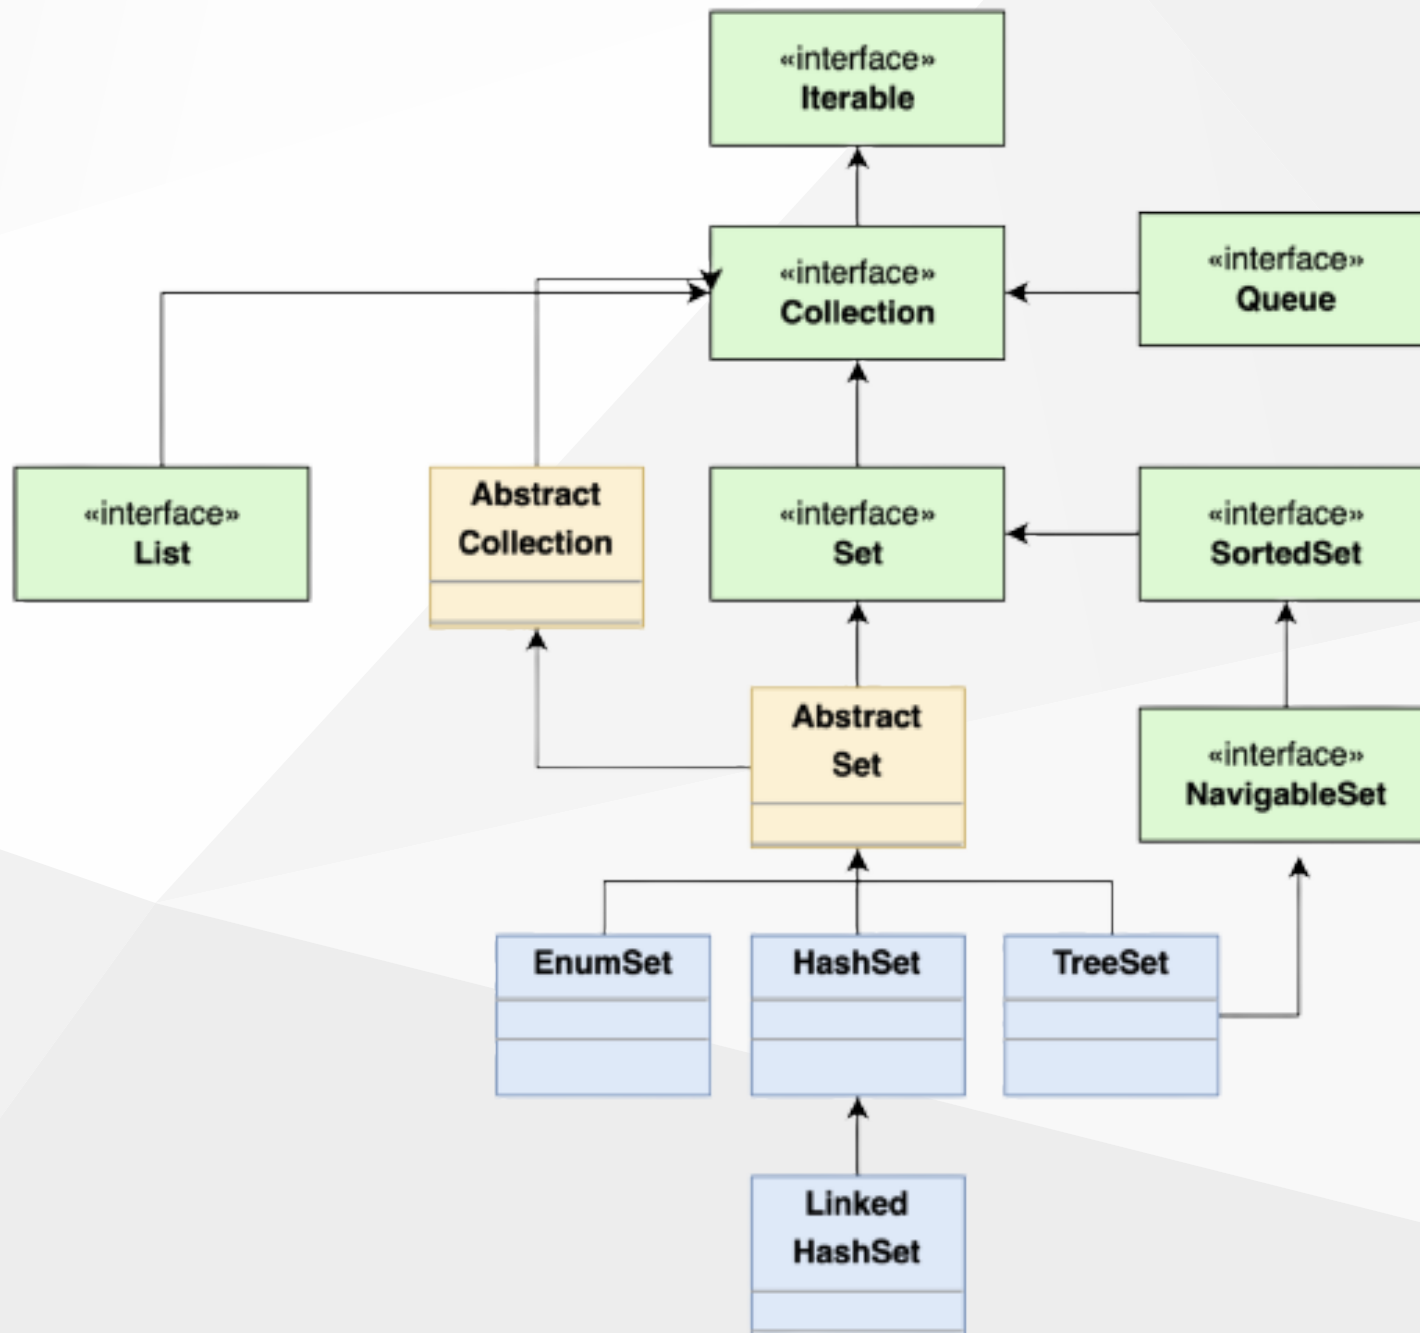 «interface»
Iterable
«interface»
Collection
«interface»
Queue
«interface»
List
Abstract
Collection
«interface»
Set
«interface»
SortedSet
Abstract
Set
«interface»
NavigableSet
EnumSet
HashSet
TreeSet
Linked
HashSet